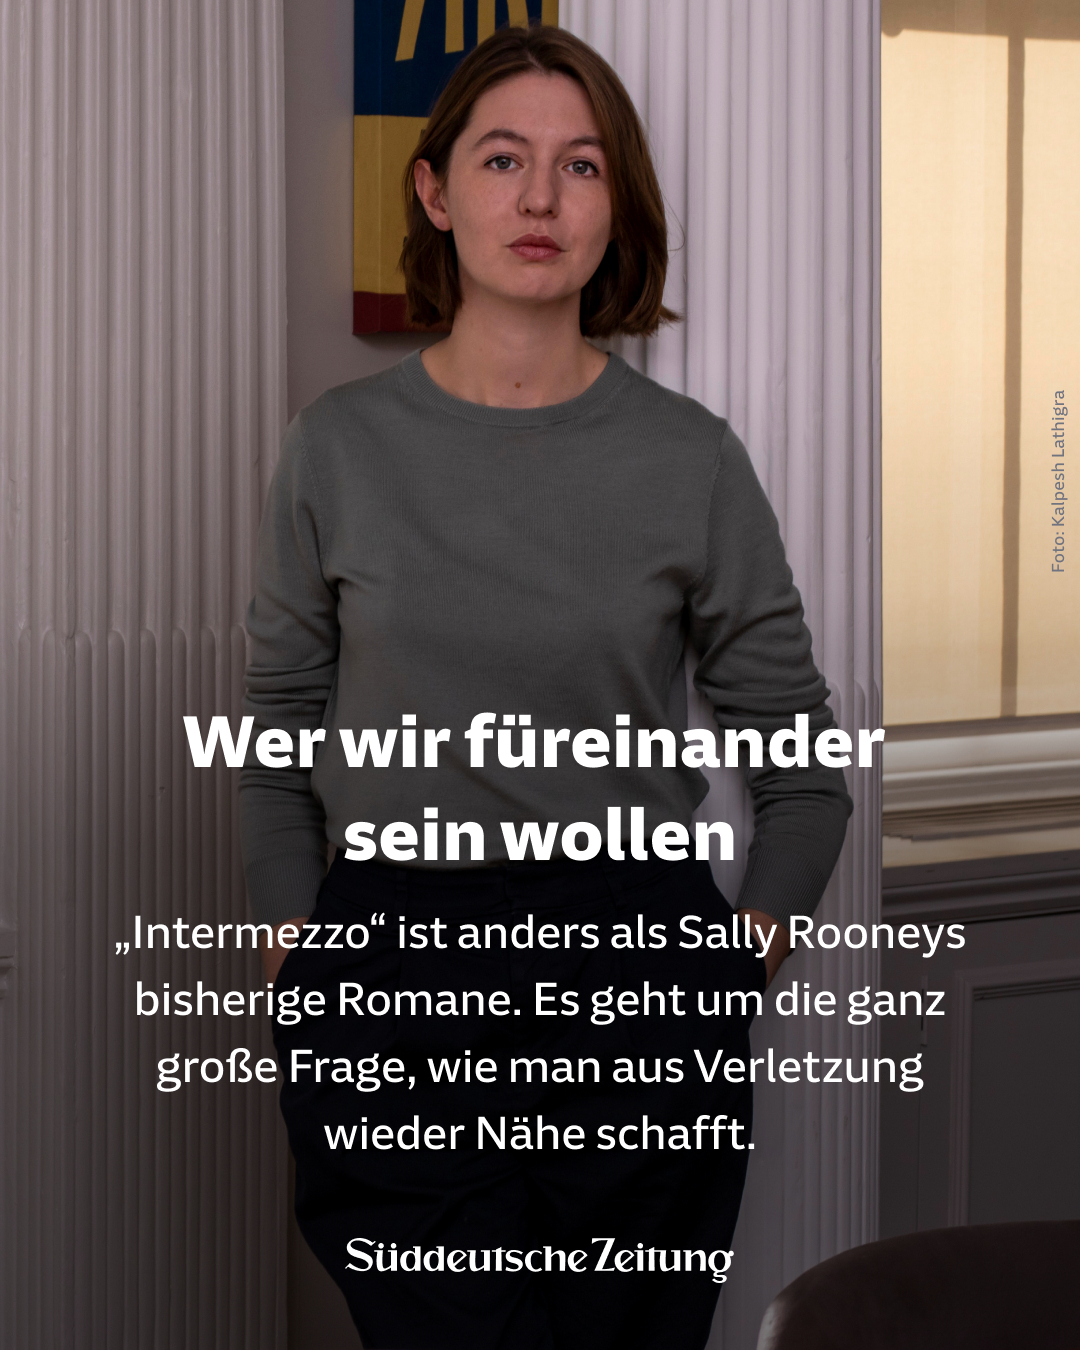 Foto: Kalpesh Lathigra
Wer wir füreinander
sein wollen
„Intermezzo“ ist anders als Sally Rooneys
bisherige Romane. Es geht um die ganz
große Frage, wie man aus Verletzung
wieder Nähe schafft.
Süddeutsche Zeitung